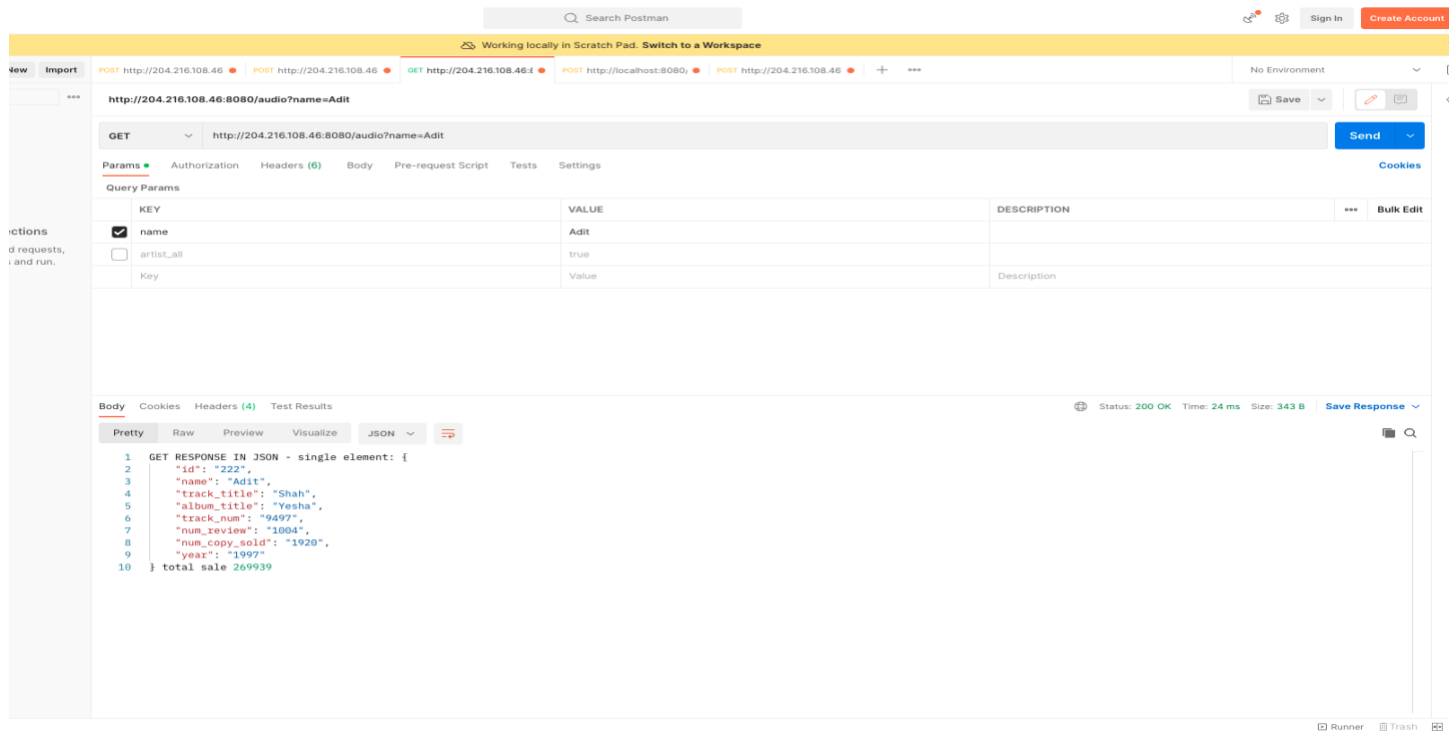 Search Postman
Sign In
Create Account
Working locally in Scratch Pad. Switch to a Workspace
New Import
POST http://204.216.108.46
POST http://204.216.108.46
GET http://204.216.108.46:
POST http://localhost:8080/
POST http://204.216.108.46
No Environment
http://204.216.108.46:8080/audio?name=Adit
Save
GET http://204.216.108.46:8080/audio?name=Adit
Send
Params Authorization Headers (6) Body Pre-request Script Tests Settings
Cookies
Query Params
KEY VALUE DESCRIPTION
Bulk Edit
name Adit
artist_all true
Key Value Description
ections
d requests,
and run.
Body Cookies Headers (4) Test Results
Status: 200 OK Time: 24 ms Size: 343 B Save Response
Pretty Raw Preview Visualize JSON
1 GET RESPONSE IN JSON - single element: {
2 "id": "222",
3 "name": "Adit",
4 "track_title": "Shah",
5 "album_title": "Yesha",
6 "track_num": "9497",
7 "num_review": "1004",
8 "num_copy_sold": "1920",
9 "year": "1997"
10 } total sale 269939
Runner Trash